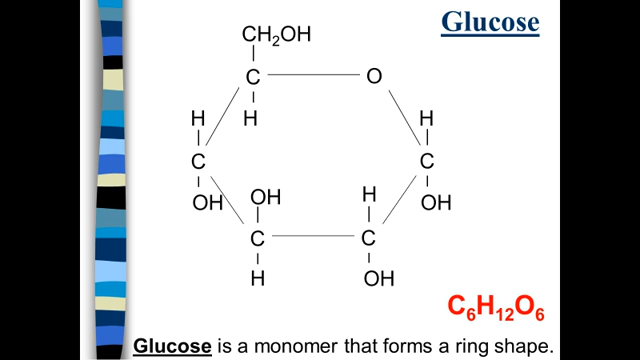 Glucose
CH₂OH
C O
H H H
C C
OH OH H OH
C C
H OH
C₆H₁₂O₆
Glucose is a monomer that forms a ring shape.